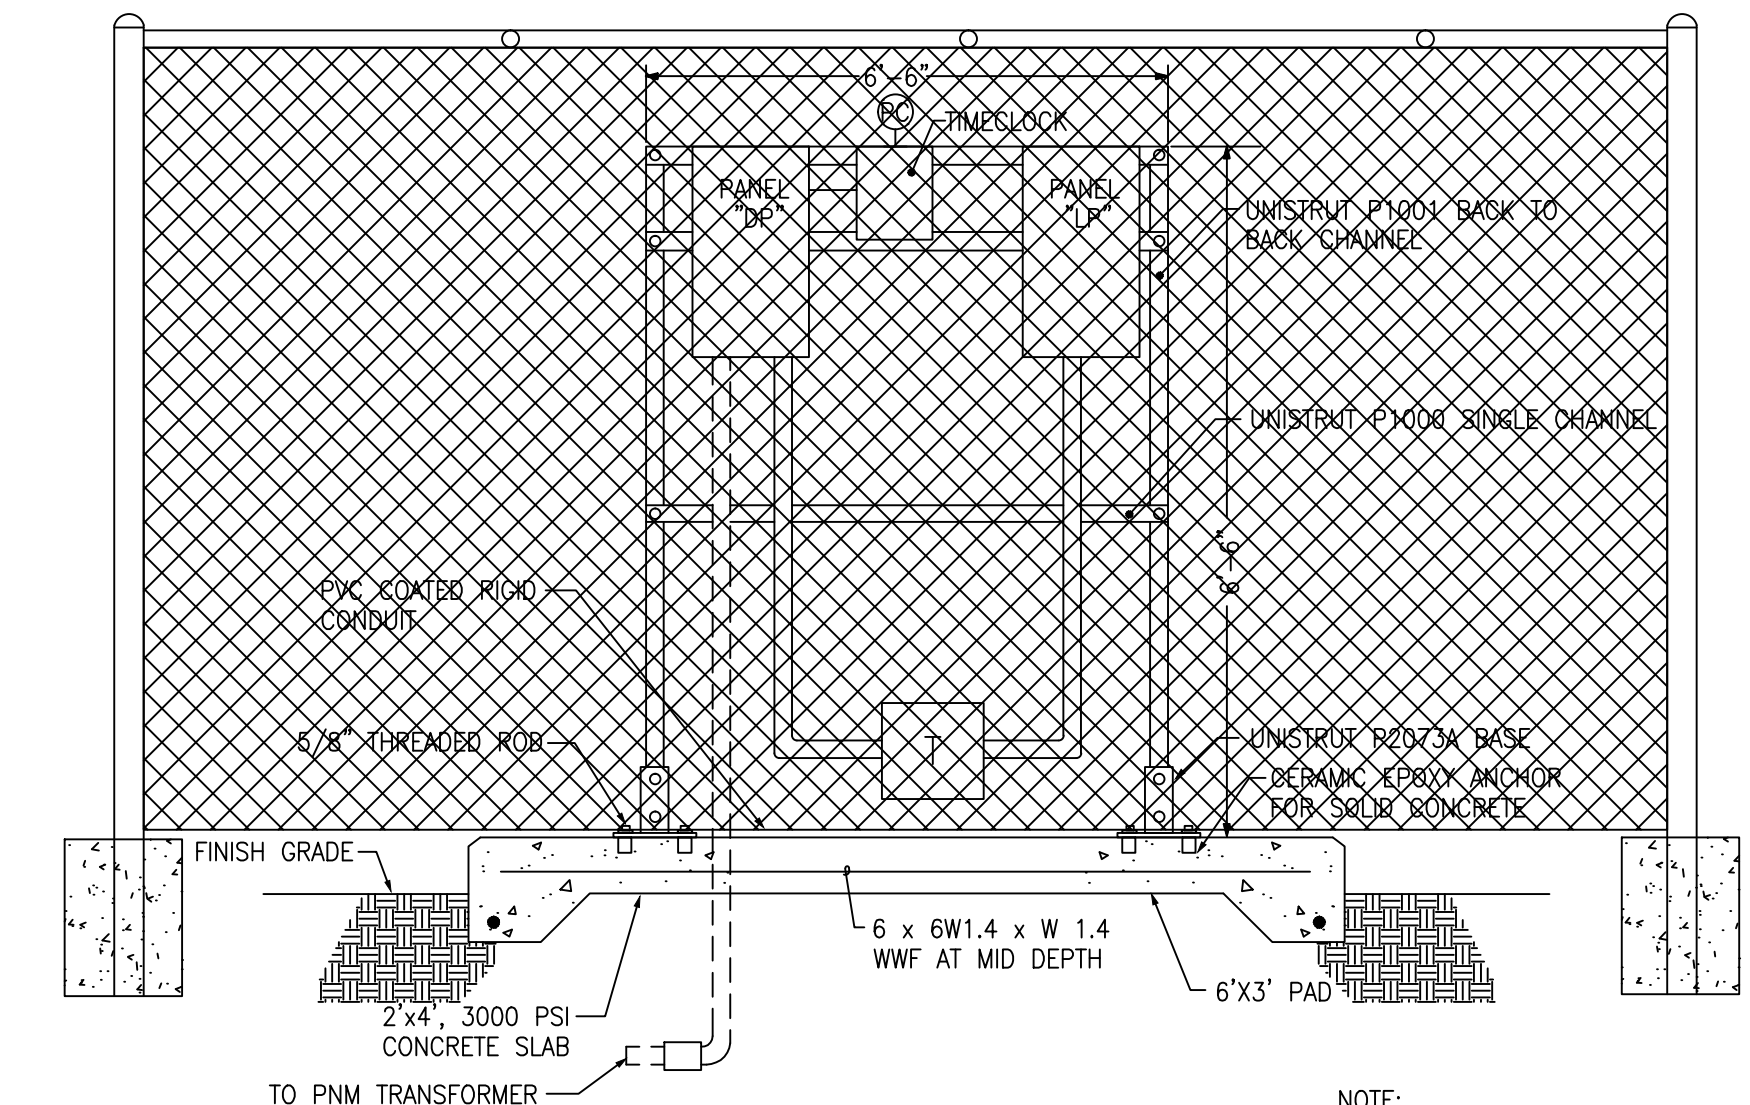 6'-6"
PC
TIMECLOCK
PANEL
"DP"
PANEL
"LP"
UNISTRUT P1001 BACK TO
BACK CHANNEL
UNISTRUT P1000 SINGLE CHANNEL
6'-6"
PVC COATED RIGID
CONDUIT
5/8" THREADED ROD
T
UNISTRUT P2073A BASE
CERAMIC EPOXY ANCHOR
FOR SOLID CONCRETE
FINISH GRADE
6 x 6W1.4 x W 1.4
WWF AT MID DEPTH
6'X3' PAD
2'x4', 3000 PSI
CONCRETE SLAB
TO PNM TRANSFORMER
NOTE: